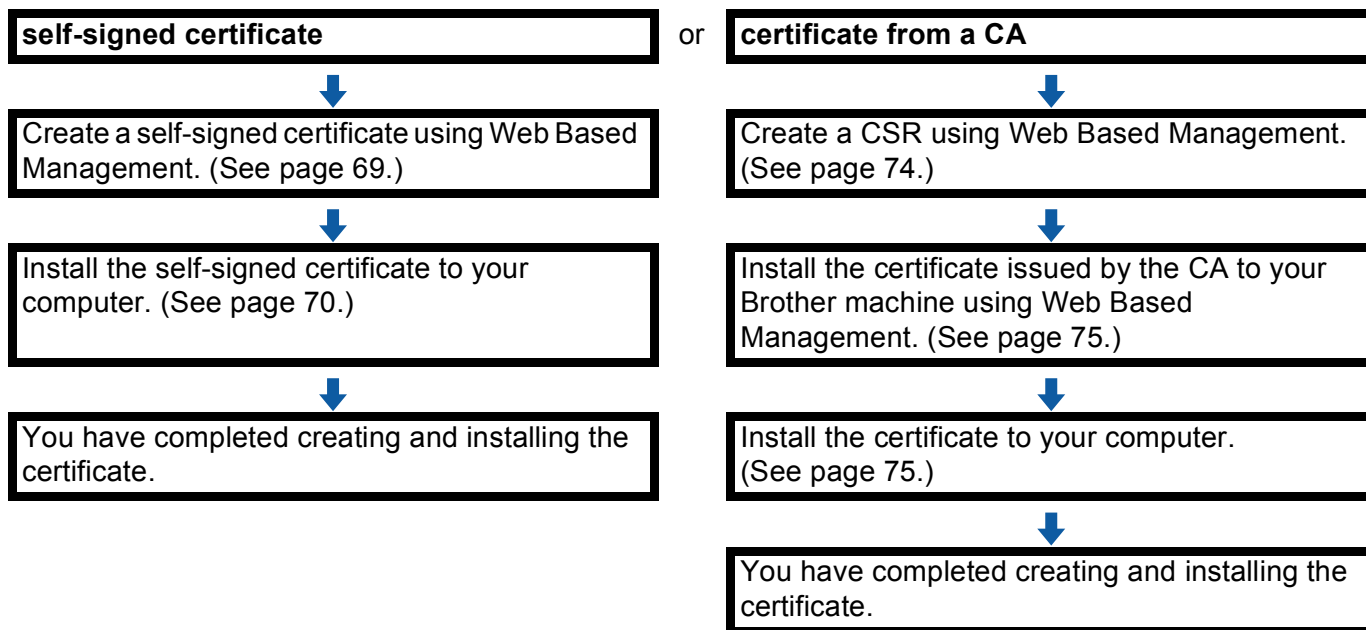 self-signed certificate
or
certificate from a CA
Create a self-signed certificate using Web Based
Management. (See page 69.)
Create a CSR using Web Based Management.
(See page 74.)
Install the self-signed certificate to your
computer. (See page 70.)
Install the certificate issued by the CA to your
Brother machine using Web Based
Management. (See page 75.)
You have completed creating and installing the
certificate.
Install the certificate to your computer.
(See page 75.)
You have completed creating and installing the
certificate.